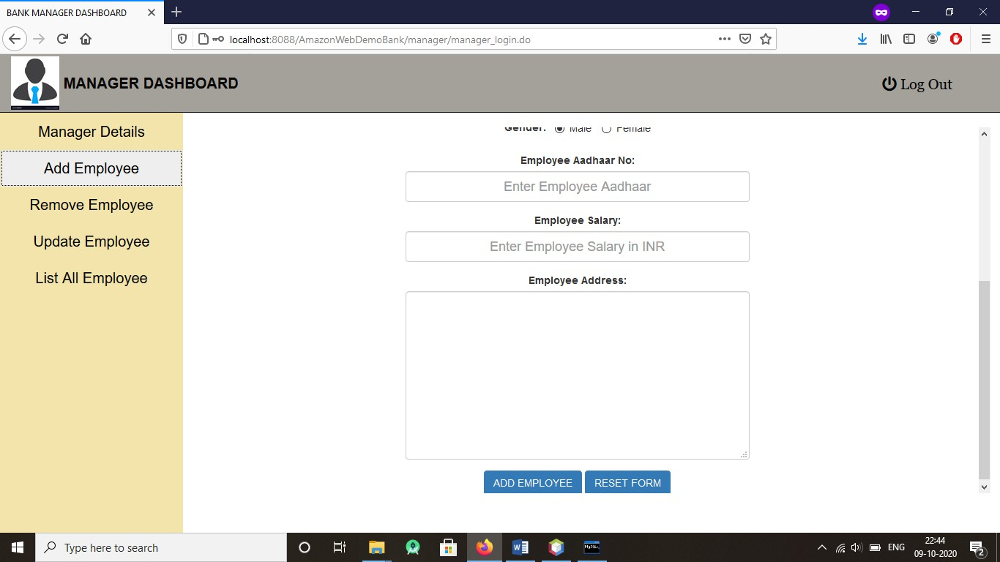 BANK MANAGER DASHBOARD
localhost:8088/AmazonWebDemoBank/manager/manager_login.do
MANAGER DASHBOARD
Log Out
Manager Details
Add Employee
Remove Employee
Update Employee
List All Employee
Gender: Male Female
Employee Aadhaar No:
Enter Employee Aadhaar
Employee Salary:
Enter Employee Salary in INR
Employee Address:
ADD EMPLOYEE RESET FORM
Type here to search
MySQL
ENG
22:44
09-10-2020
2